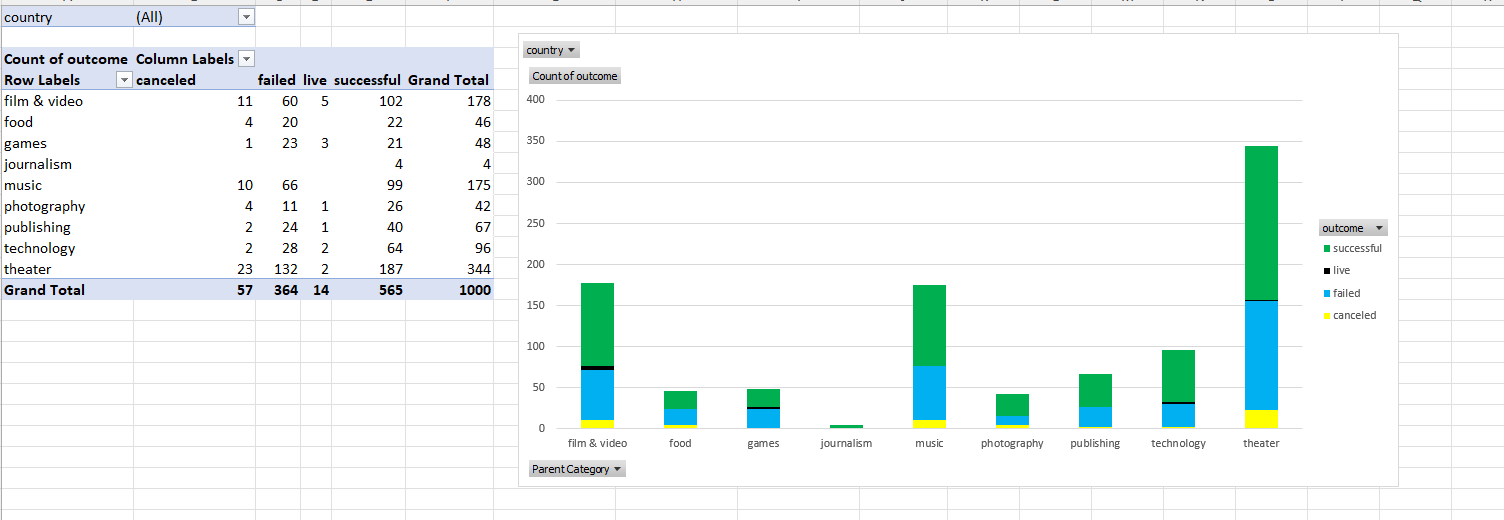 country (All)
Count of outcome Column Labels
Row Labels canceled failed live successful Grand Total
film & video 11 60 5 102 178
food 4 20 22 46
games 1 23 3 21 48
journalism 4 4
music 10 66 99 175
photography 4 11 1 26 42
publishing 2 24 1 40 67
technology 2 28 2 64 96
theater 23 132 2 187 344
Grand Total 57 364 14 565 1000
country
Count of outcome
400
350
300
250
200
150
100
50
0
film & video food games journalism music photography publishing technology theater
Parent Category
outcome
successful
live
failed
canceled